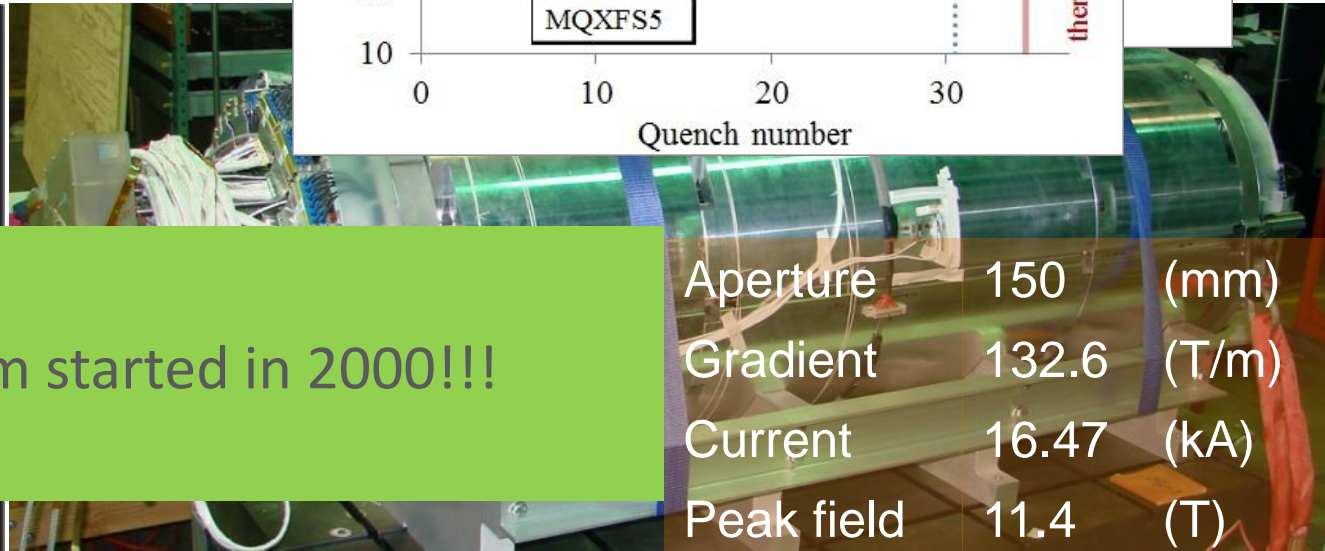 MQXFS5
10
0 10 20 30
Quench number
started in 2000!!!
Aperture 150 (mm)
Gradient 132.6 (T/m)
Current 16.47 (kA)
Peak field 11.4 (T)